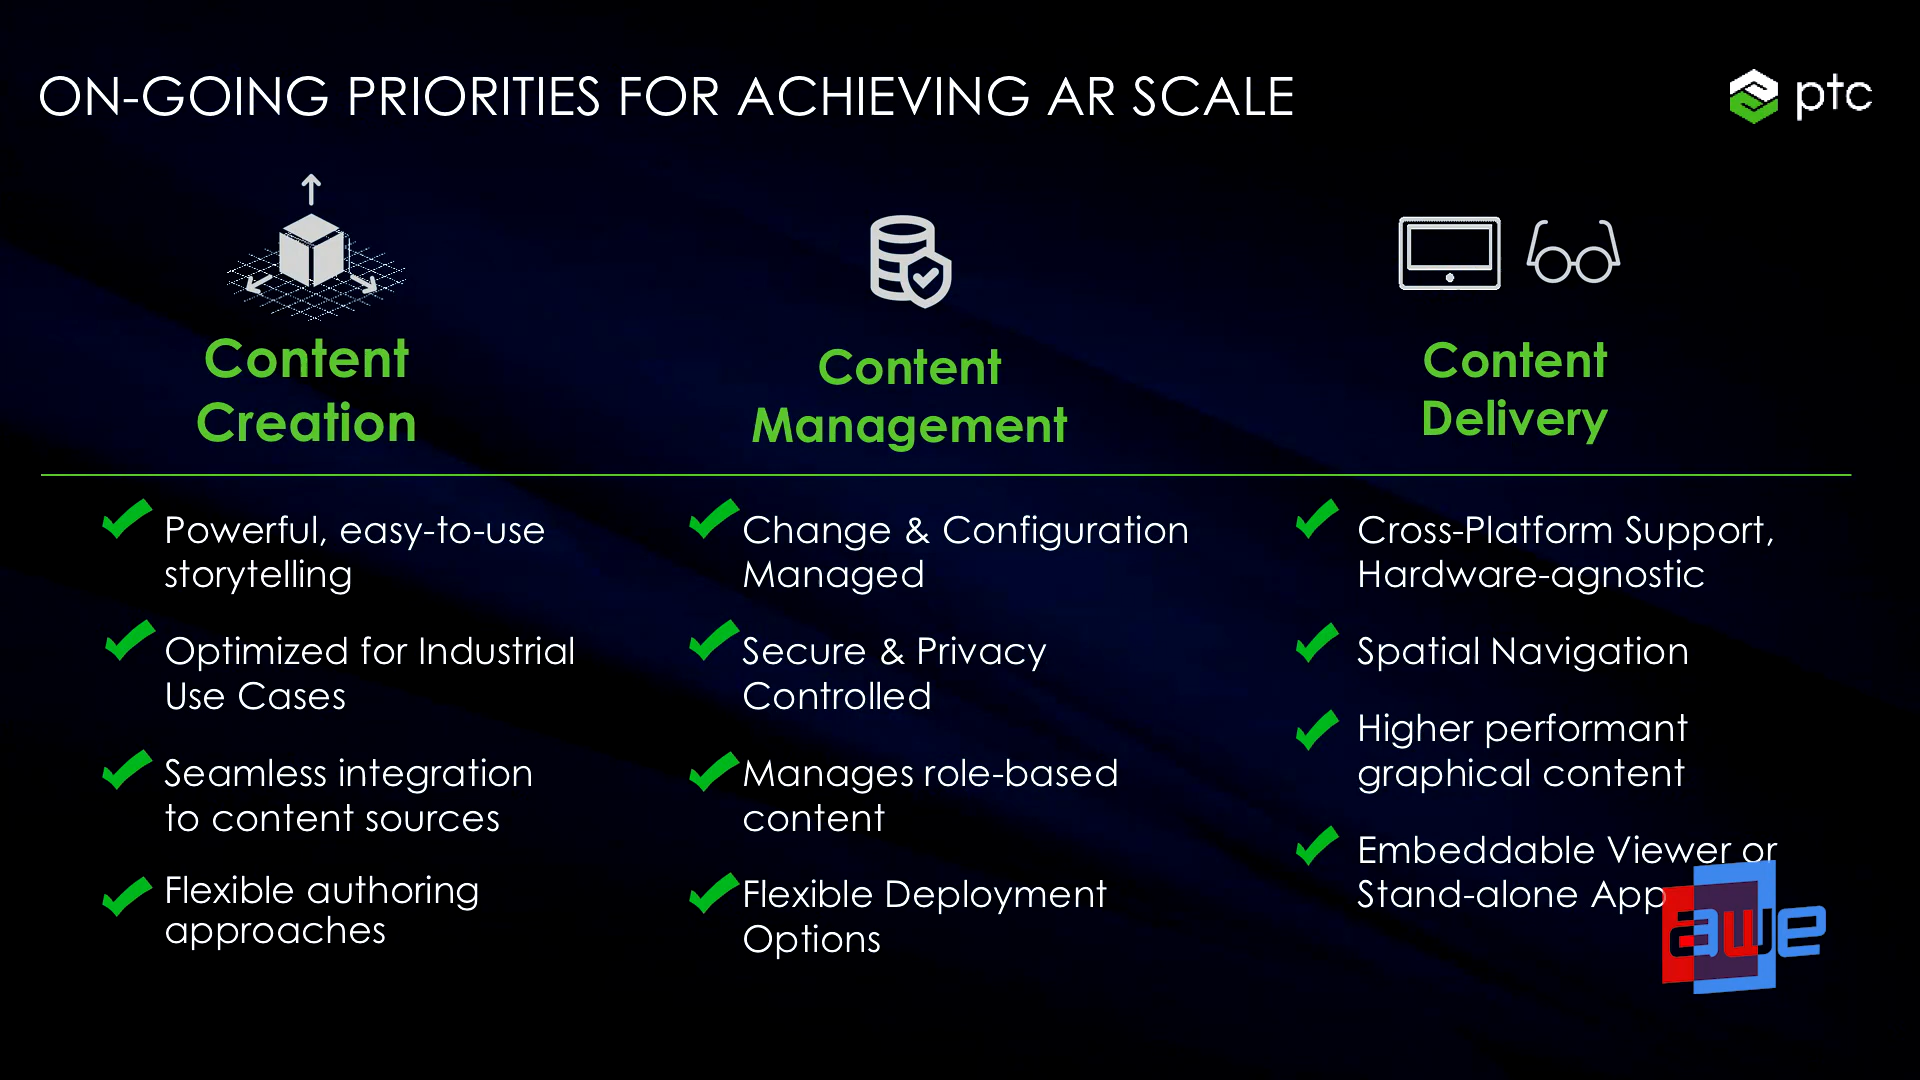 ON-GOING PRIORITIES FOR ACHIEVING AR SCALE
ptc
Content
Creation
Powerful, easy-to-use
storytelling
Optimized for Industrial
Use Cases
Seamless integration
to content sources
Flexible authoring
approaches
Content
Management
Change & Configuration
Managed
Secure & Privacy
Controlled
Manages role-based
content
Flexible Deployment
Options
Content
Delivery
Cross-Platform Support,
Hardware-agnostic
Spatial Navigation
Higher performant
graphical content
Embeddable Viewer or
Stand-alone App
awe